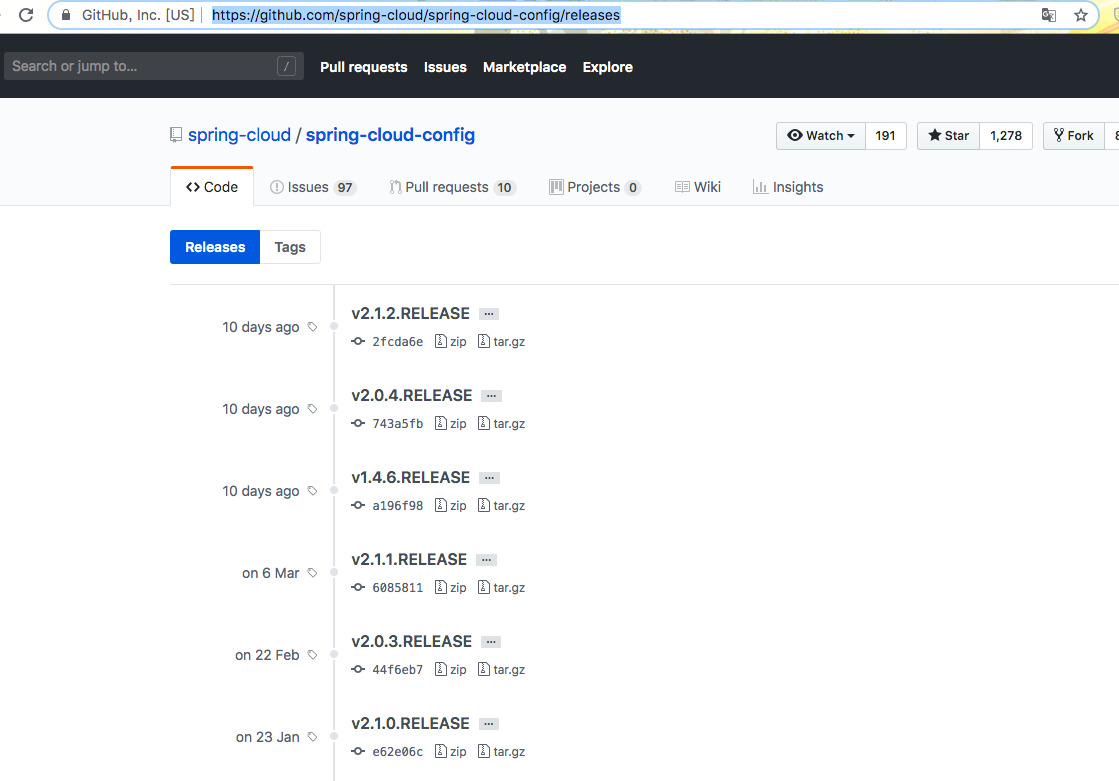 GitHub, Inc. [US] | https://github.com/spring-cloud/spring-cloud-config/releases
Search or jump to... / Pull requests Issues Marketplace Explore
spring-cloud / spring-cloud-config Watch 191 Star 1,278 Fork
Code Issues 97 Pull requests 10 Projects 0 Wiki Insights
Releases Tags
v2.1.2.RELEASE ...
10 days ago
2fcda6e zip tar.gz
v2.0.4.RELEASE ...
10 days ago
743a5fb zip tar.gz
v1.4.6.RELEASE ...
10 days ago
a196f98 zip tar.gz
v2.1.1.RELEASE ...
on 6 Mar
6085811 zip tar.gz
v2.0.3.RELEASE ...
on 22 Feb
44f6eb7 zip tar.gz
v2.1.0.RELEASE ...
on 23 Jan
e62e06c zip tar.gz